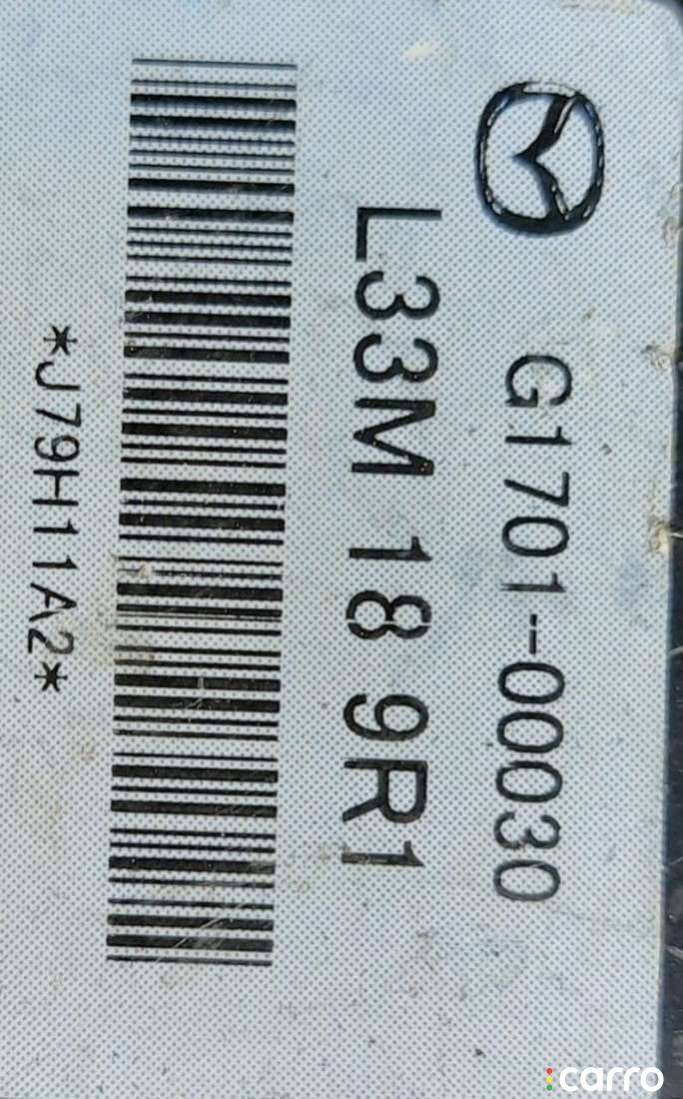 G1701-00030
L33M 18 9R1
*J79H11A2*
carro